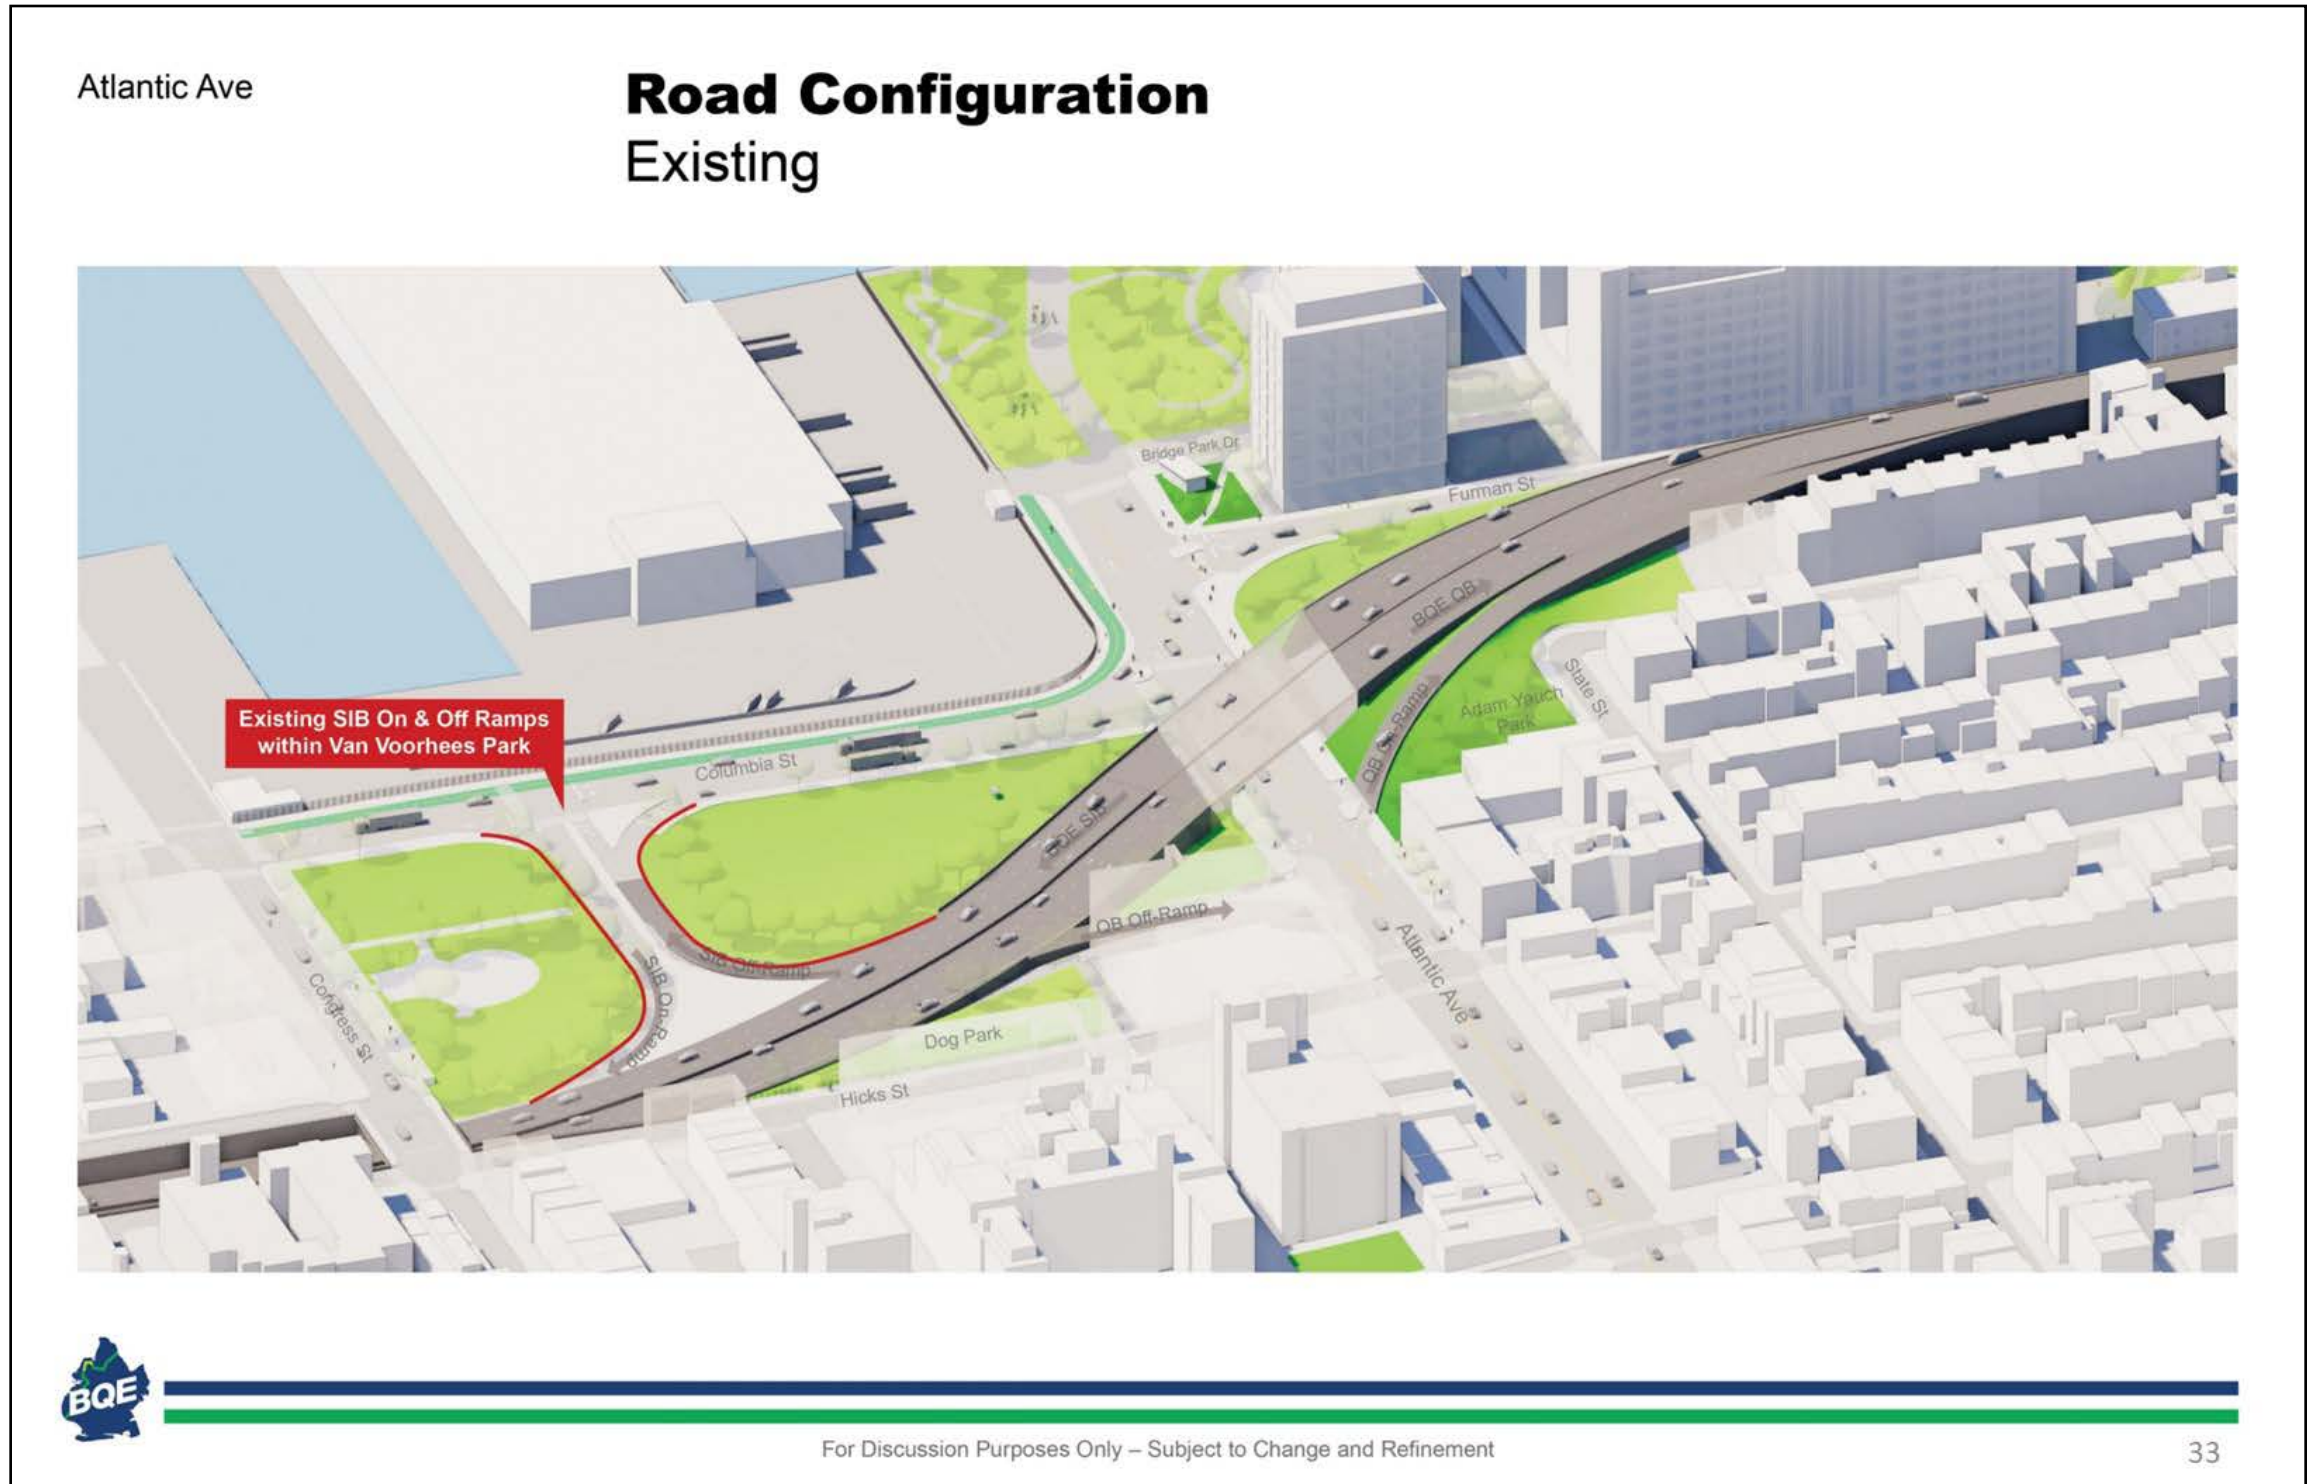 Atlantic Ave
Road Configuration
Existing
Bridge Park Dr
Furman St
BQE QB
State St
Adam Yauch
Park
QB On-Ramp
Existing SIB On & Off Ramps
within Van Voorhees Park
Columbia St
BQE SIB
QB Off-Ramp
SIB Off-Ramp
SIB On-Ramp
Atlantic Ave
Congress St
Dog Park
Hicks St
BQE
For Discussion Purposes Only – Subject to Change and Refinement
33